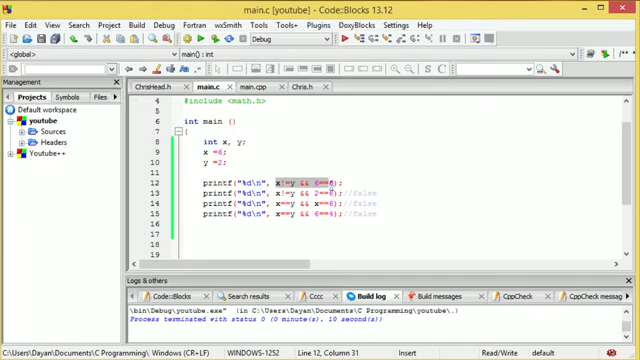 main.c [youtube] - Code::Blocks 13.12
File Edit View Search Project Build Debug Fortran wxSmith Tools Tools+ Plugins DoxyBlocks Settings Help
Debug
<global>
main() : int
Management
Projects Symbols Files
ChrisHead.h main.c main.cpp Chris.h
Default workspace
youtube
Sources
Headers
Youtube++
4 #include <math.h>
5
6 int main ()
7 {
8 int x, y;
9 x =6;
10 y =2;
11
12 printf("%d\n", x!=y && 6==6);
13 printf("%d\n", x!=y && 2==6);//false
14 printf("%d\n", x==y && x==6);//false
15 printf("%d\n", x==y && 6==4);//false
16
17
18
19
Logs & others
Code::Blocks Search results Cccc Build log Build messages CppCheck CppCheck messag
\bin\Debug\youtube.exe" (in C:\Users\Dayan\Documents\C Programming\youtube\.)
Process terminated with status 0 (0 minute(s), 10 second(s))
C:\Users\Dayan\Documents\C Programming\ Windows (CR+LF) WINDOWS-1252 Line 12, Column 31 Insert default